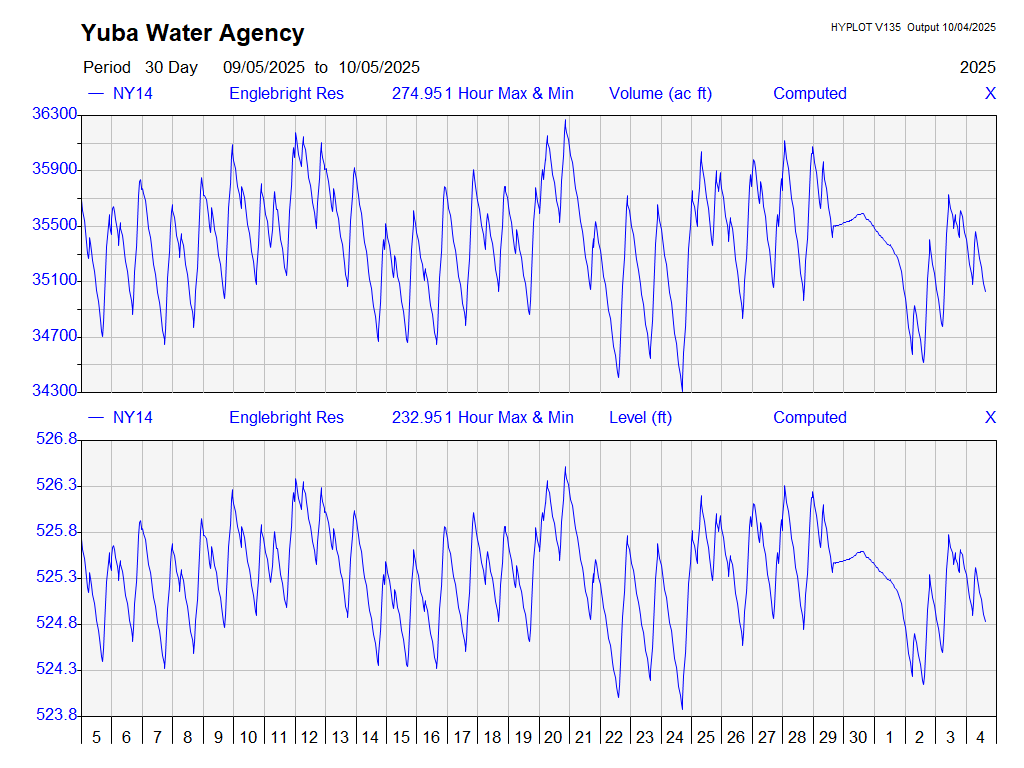 Yuba Water Agency
HYPLOT V135 Output 10/04/2025
Period 30 Day 09/05/2025 to 10/05/2025 2025
NY14 Englebright Res 274.951 Hour Max & Min Volume (ac ft) Computed X
36300
35900
35500
35100
34700
34300
NY14 Englebright Res 232.951 Hour Max & Min Level (ft) Computed X
526.8
526.3
525.8
525.3
524.8
524.3
523.8
5 6 7 8 9 10 11 12 13 14 15 16 17 18 19 20 21 22 23 24 25 26 27 28 29 30 1 2 3 4